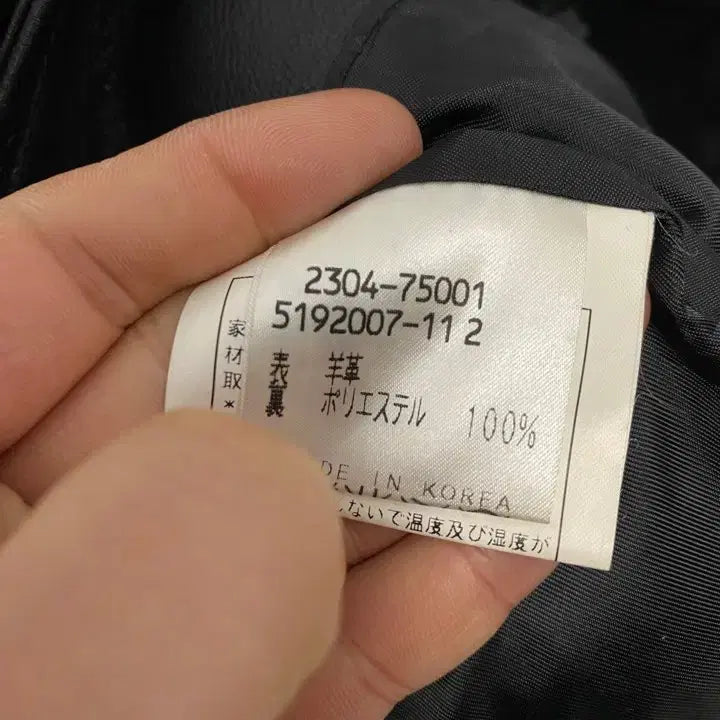 2304-75001
5192007-11 2
表 羊革
裏 ポリエステル 100%
DE IN KOREA
家
材
取
*
ないで温度及び湿度が